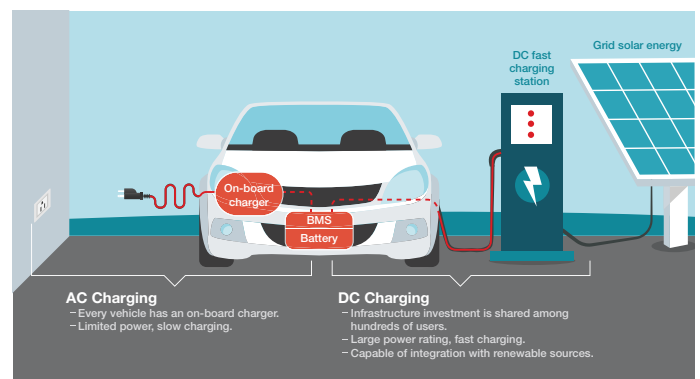 Grid solar energy
DC fast
charging
station
On-board
charger
BMS
Battery
AC Charging
– Every vehicle has an on-board charger.
– Limited power, slow charging.
DC Charging
– Infrastructure investment is shared among
hundreds of users.
– Large power rating, fast charging.
– Capable of integration with renewable sources.